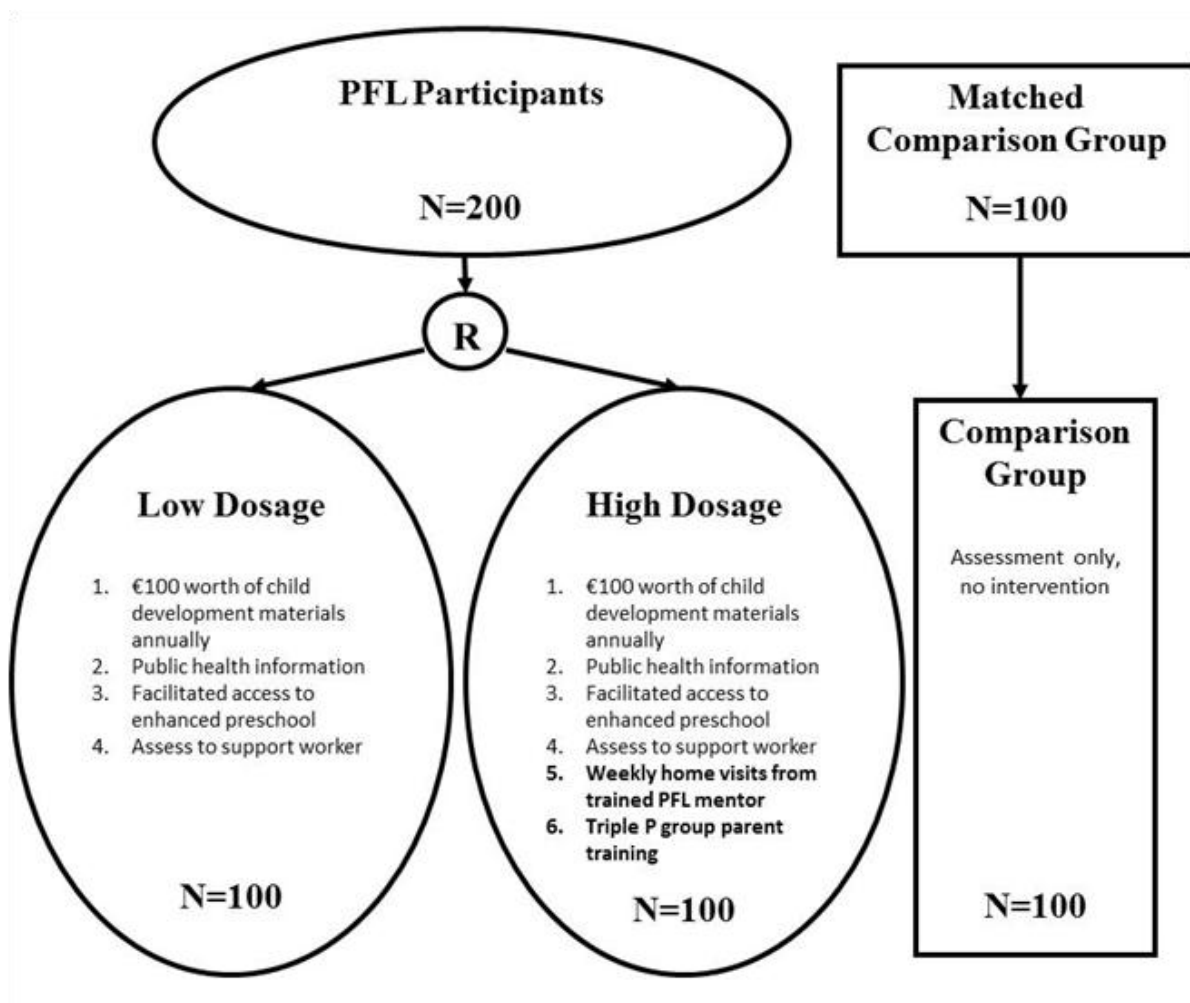 PFL Participants
N=200
Matched
Comparison Group
N=100
R
Low Dosage
1. €100 worth of child
development materials
annually
2. Public health information
3. Facilitated access to
enhanced preschool
4. Assess to support worker
N=100
High Dosage
1. €100 worth of child
development materials
annually
2. Public health information
3. Facilitated access to
enhanced preschool
4. Assess to support worker
5. Weekly home visits from
trained PFL mentor
6. Triple P group parent
training
N=100
Comparison
Group
Assessment only,
no intervention
N=100